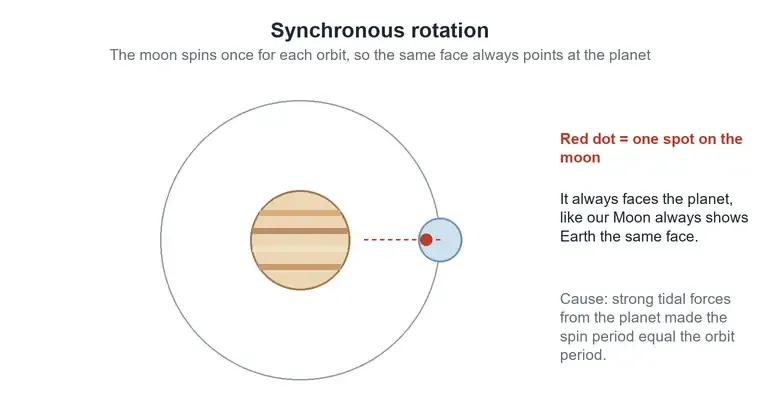 Synchronous rotation
The moon spins once for each orbit, so the same face always points at the planet
Red dot = one spot on the
moon
It always faces the planet,
like our Moon always shows
Earth the same face.
Cause: strong tidal forces
from the planet made the
spin period equal the orbit
period.